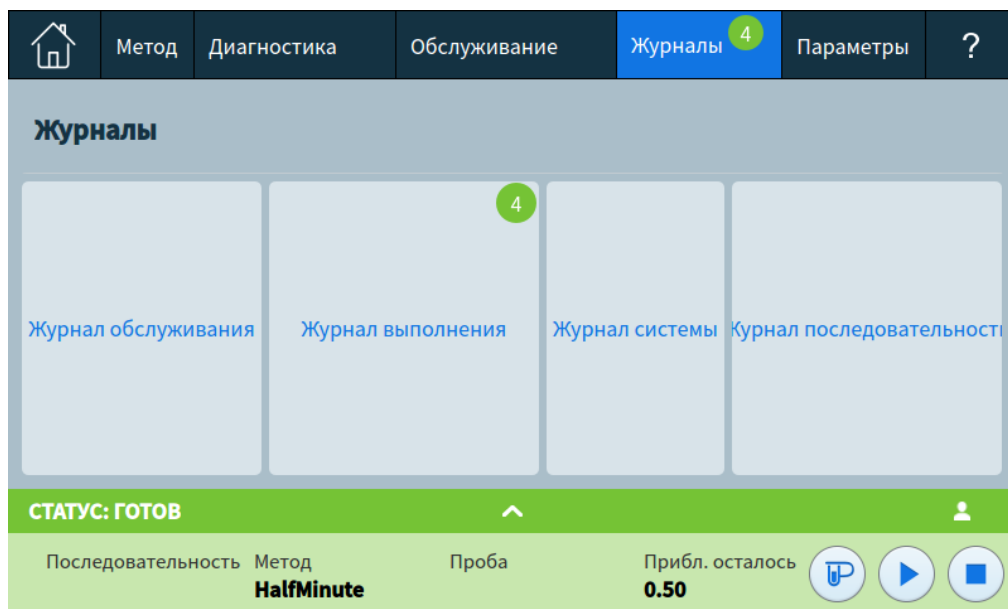 Метод Диагностика Обслуживание Журналы 4 Параметры ?
Журналы
4
Журнал обслуживания Журнал выполнения Журнал системы Журнал последовательност
СТАТУС: ГОТОВ
Последовательность Метод Проба Прибл. осталось
HalfMinute 0.50